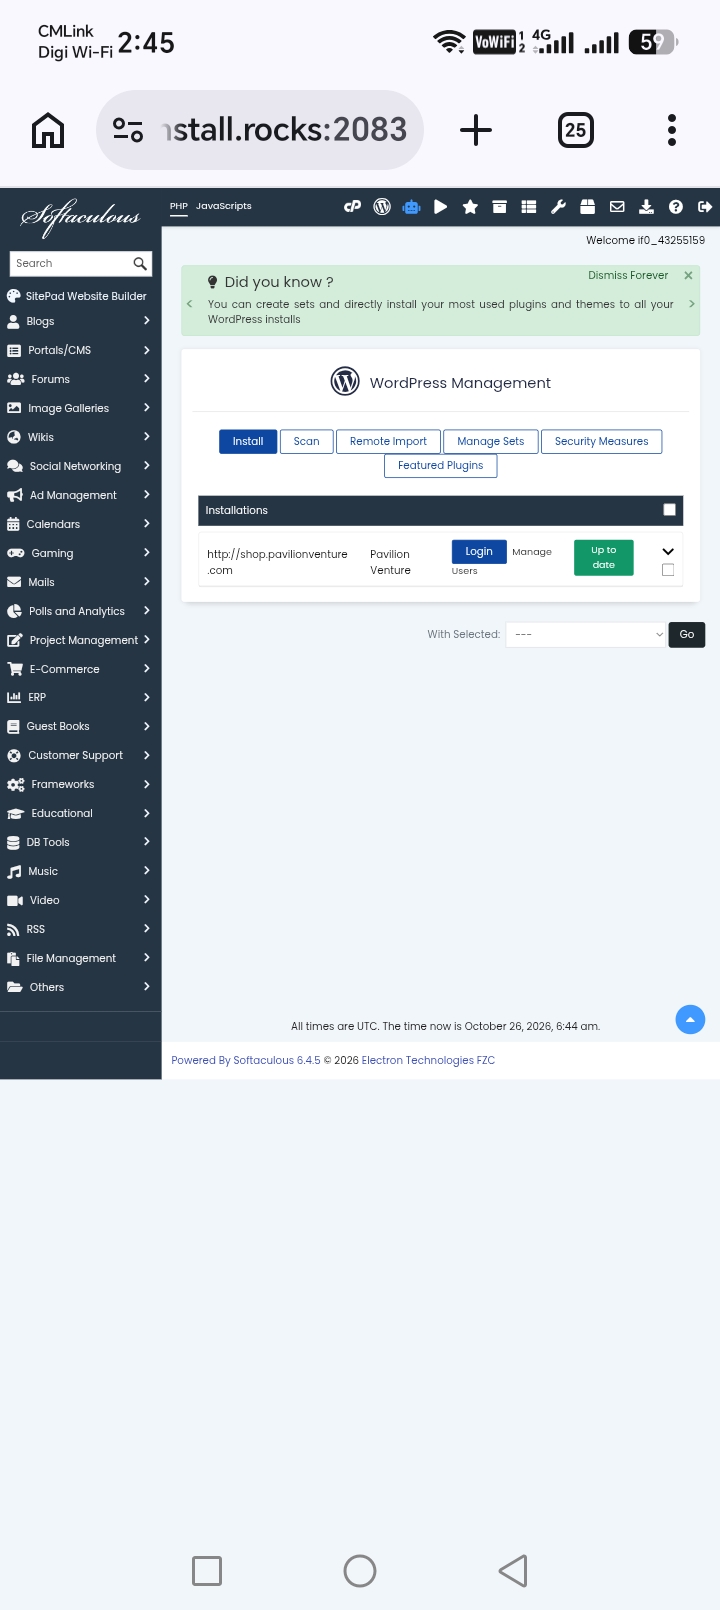 CMLink
Digi Wi-Fi
2:45
VoWiFi 1 2
4G
59
nstall.rocks:2083
25
Softaculous
PHP JavaScripts
Welcome if0_43255159
Search
SitePad Website Builder
Blogs
Portals/CMS
Forums
Image Galleries
Wikis
Social Networking
Ad Management
Calendars
Gaming
Mails
Polls and Analytics
Project Management
E-Commerce
ERP
Guest Books
Customer Support
Frameworks
Educational
DB Tools
Music
Video
RSS
File Management
Others
Did you know ?
Dismiss Forever
You can create sets and directly install your most used plugins and themes to all your
WordPress installs
WordPress Management
Install Scan Remote Import Manage Sets Security Measures
Featured Plugins
Installations
http://shop.pavilionventure
.com
Pavilion
Venture
Login Manage
Users
Up to
date
With Selected: --- Go
All times are UTC. The time now is October 26, 2026, 6:44 am.
Powered By Softaculous 6.4.5 © 2026 Electron Technologies FZC